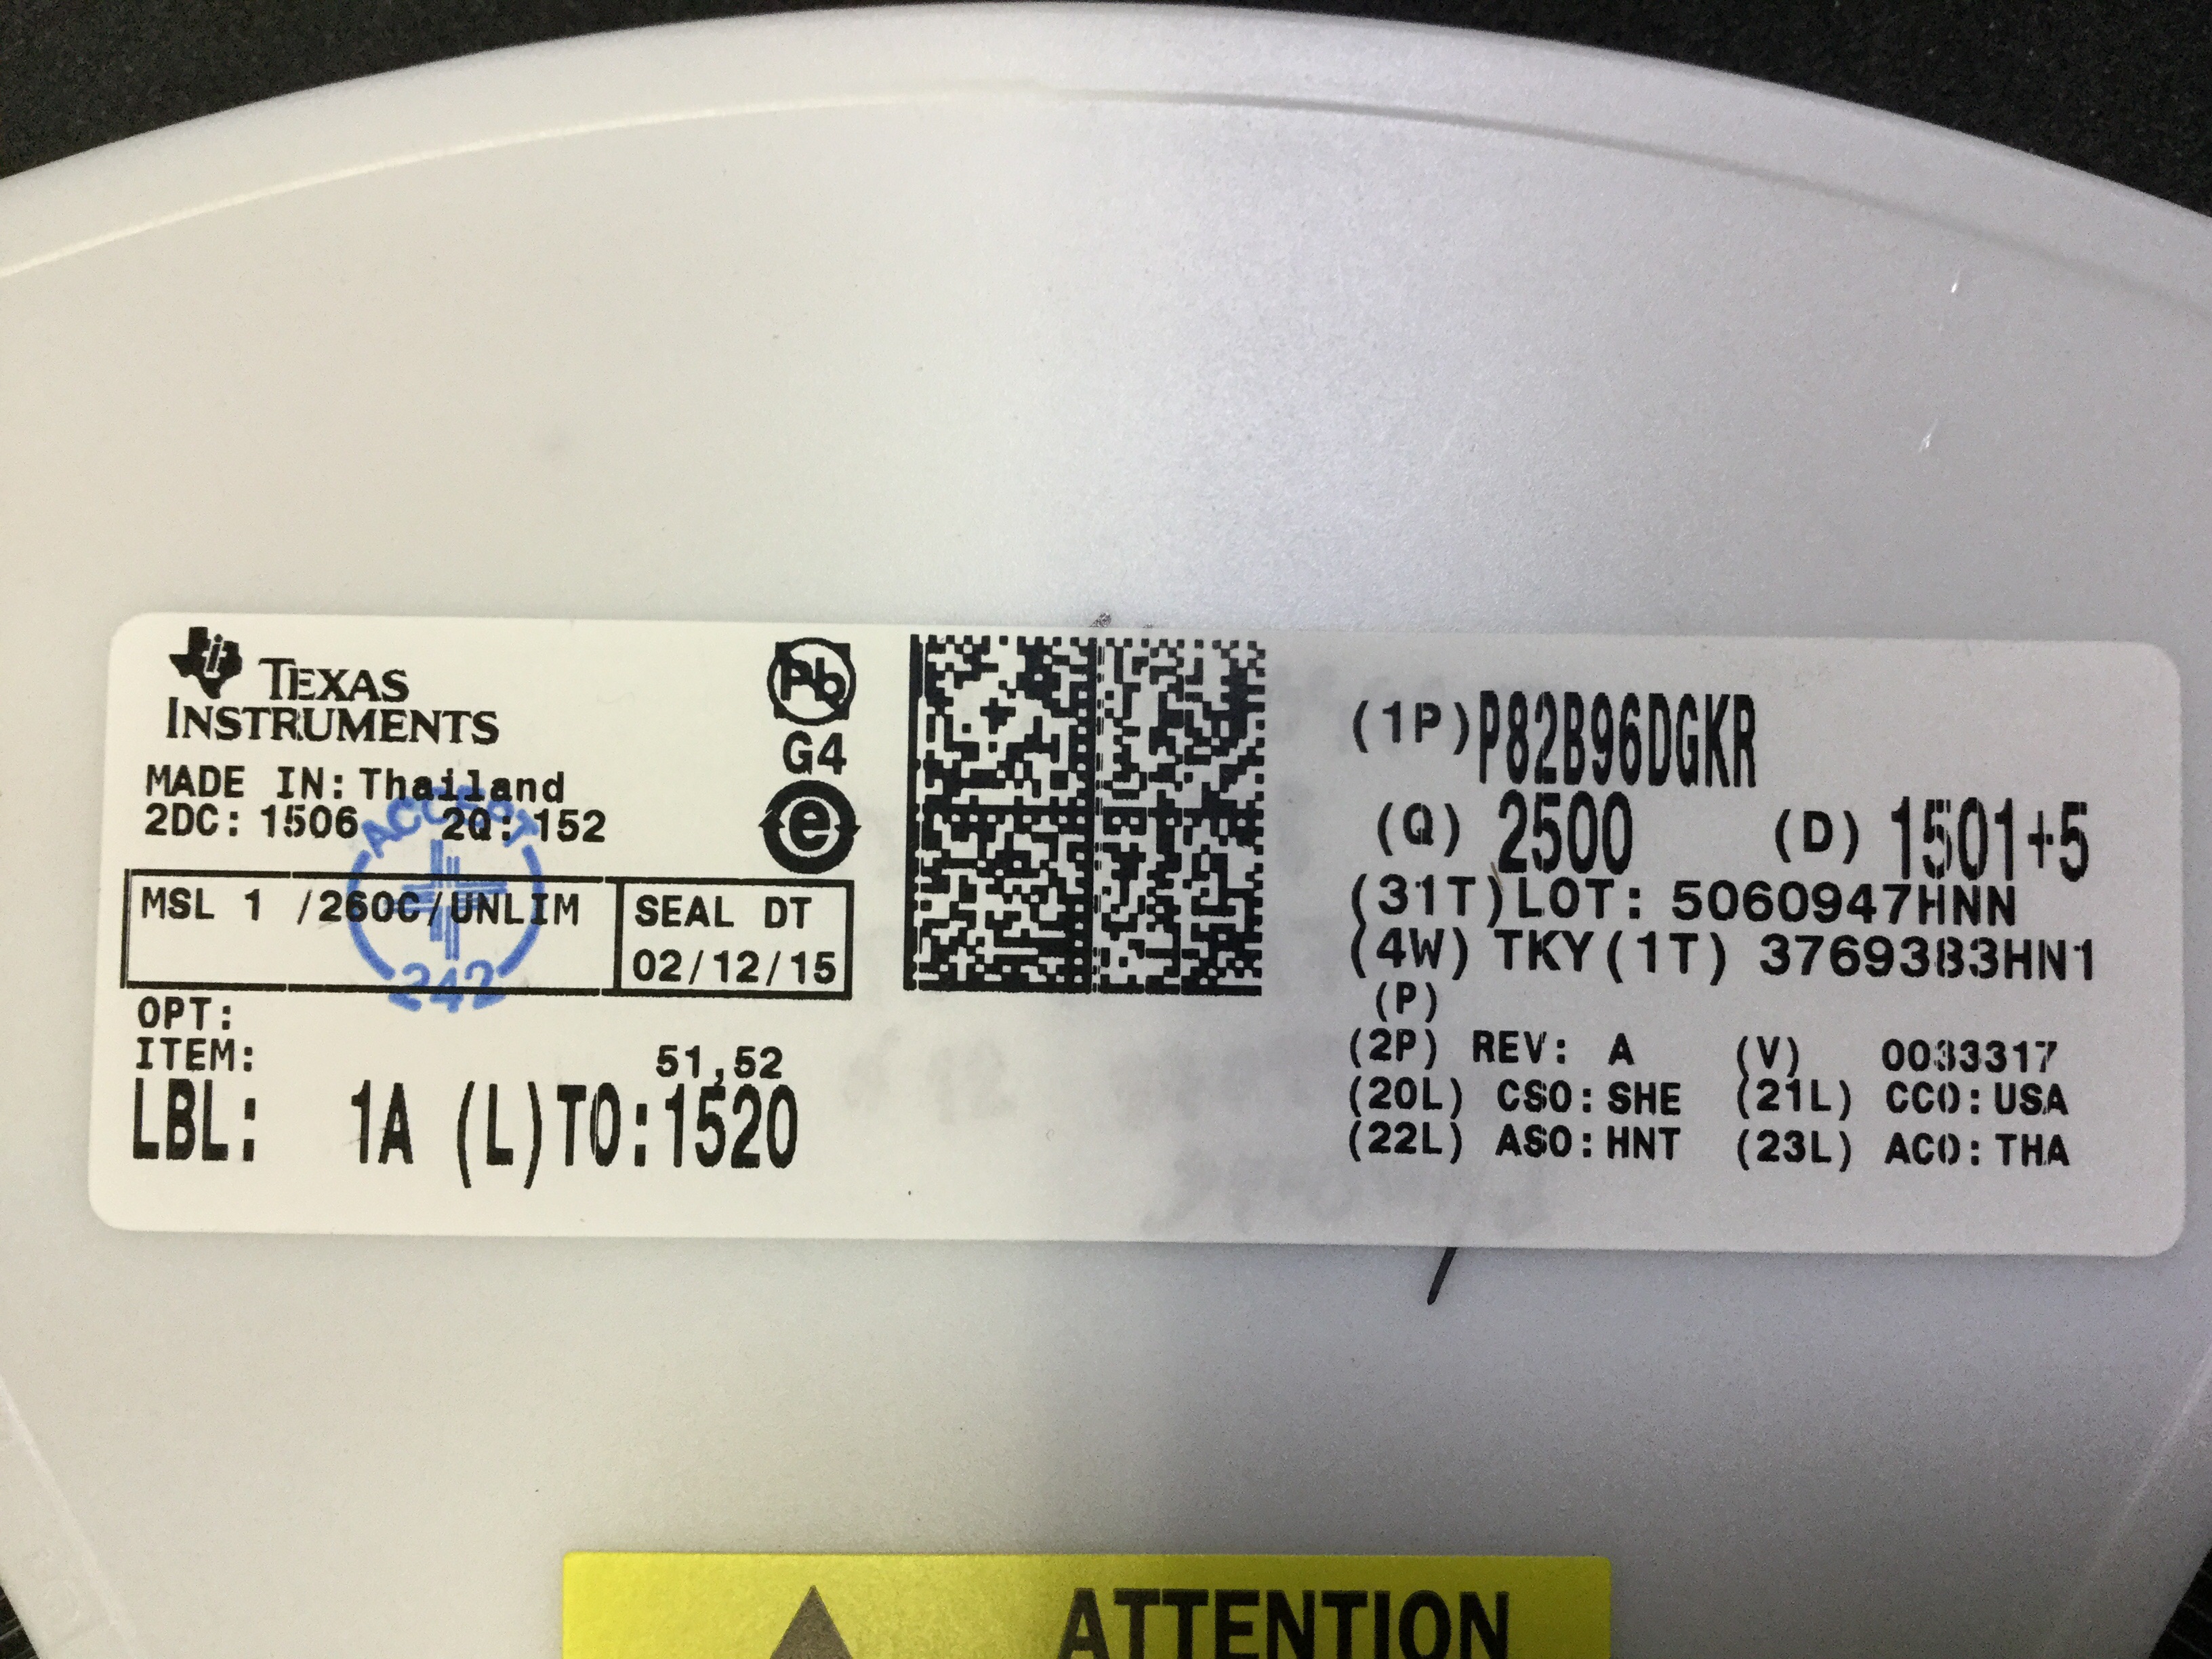 TEXAS
INSTRUMENTS
MADE IN: Thailand
2DC: 1506 2Q: 152
ACCEPT
242
MSL 1 /260C/UNLIM
SEAL DT
02/12/15
OPT:
ITEM:
51,52
LBL: 1A (L)TO:1520
Pb
G4
e
(1P)P82B96DGKR
(Q) 2500 (D) 1501+5
(31T)LOT: 5060947HNN
(4W) TKY(1T) 3769383HN1
(P)
(2P) REV: A (V) 0033317
(20L) CSO:SHE (21L) CCO:USA
(22L) ASO:HNT (23L) ACO:THA
ATTENTION